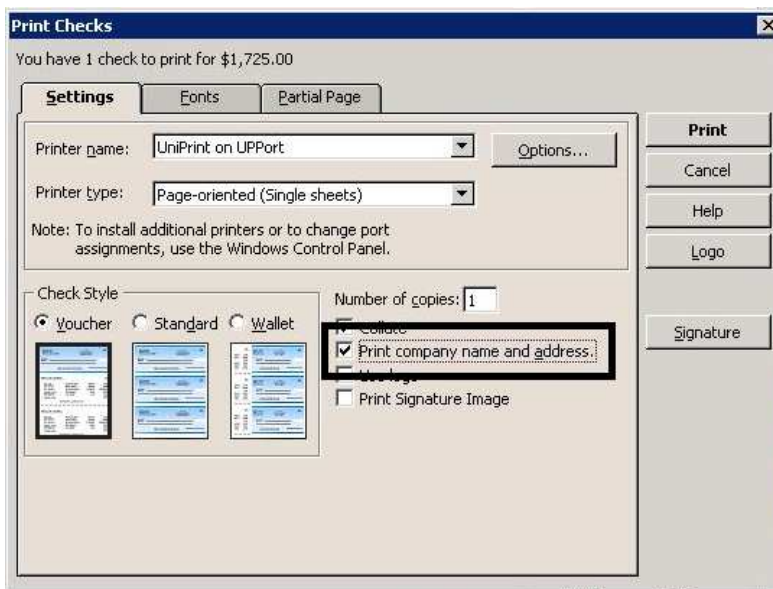 Print Checks
You have 1 check to print for $1,725.00
Settings
Fonts
Partial Page
Printer name:
UniPrint on UPPort
Options...
Printer type:
Page-oriented (Single sheets)
Note: To install additional printers or to change port
assignments, use the Windows Control Panel.
Check Style
Voucher
Standard
Wallet
Number of copies: 1
Collate
Print company name and address.
Use logo
Print Signature Image
Print
Cancel
Help
Logo
Signature